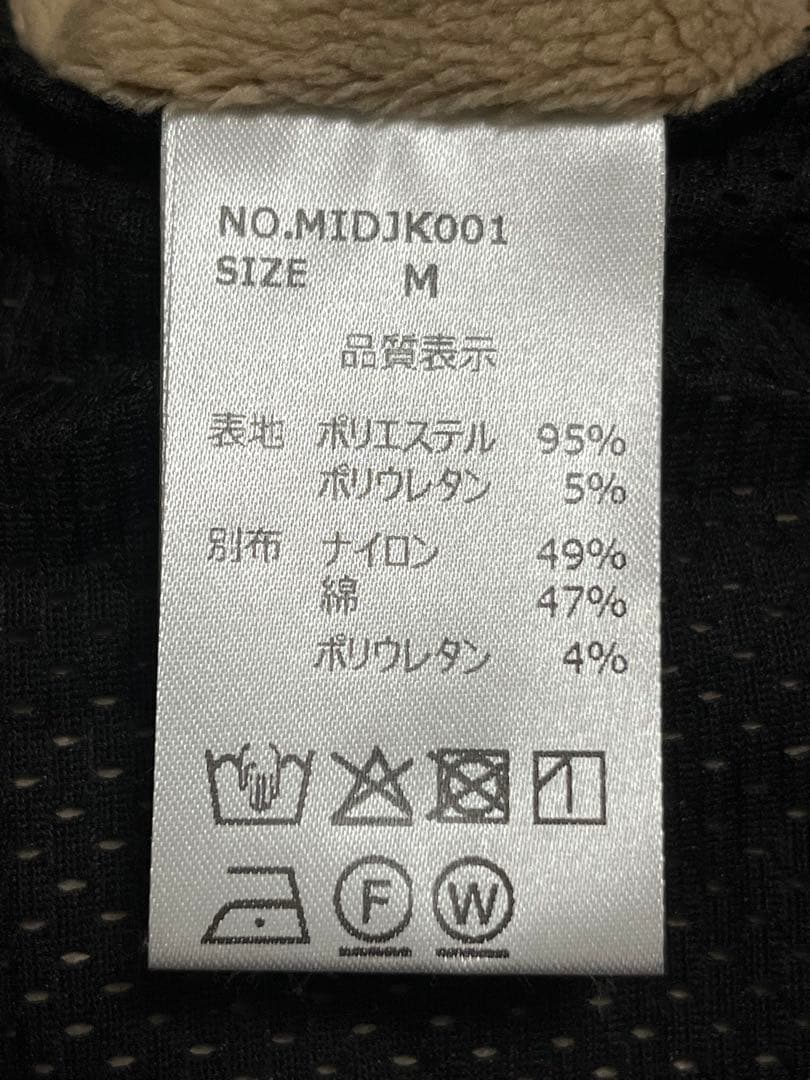 NO.MIDJK001
SIZE M
品質表示
表地 ポリエステル 95%
ポリウレタン 5%
別布 ナイロン 49%
綿 47%
ポリウレタン 4%
F W